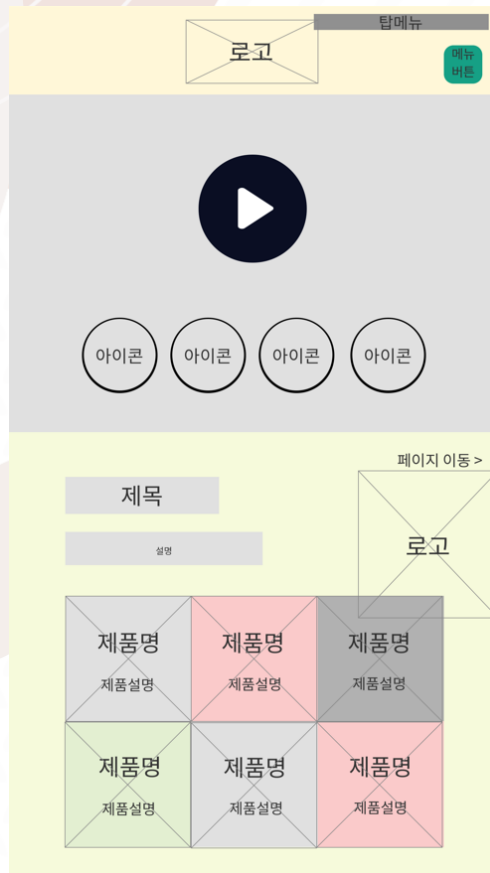 탑메뉴
로고
메뉴
버튼
아이콘 아이콘 아이콘 아이콘
페이지 이동 >
제목
로고
설명
제품명 제품명 제품명
제품설명 제품설명 제품설명
제품명 제품명 제품명
제품설명 제품설명 제품설명